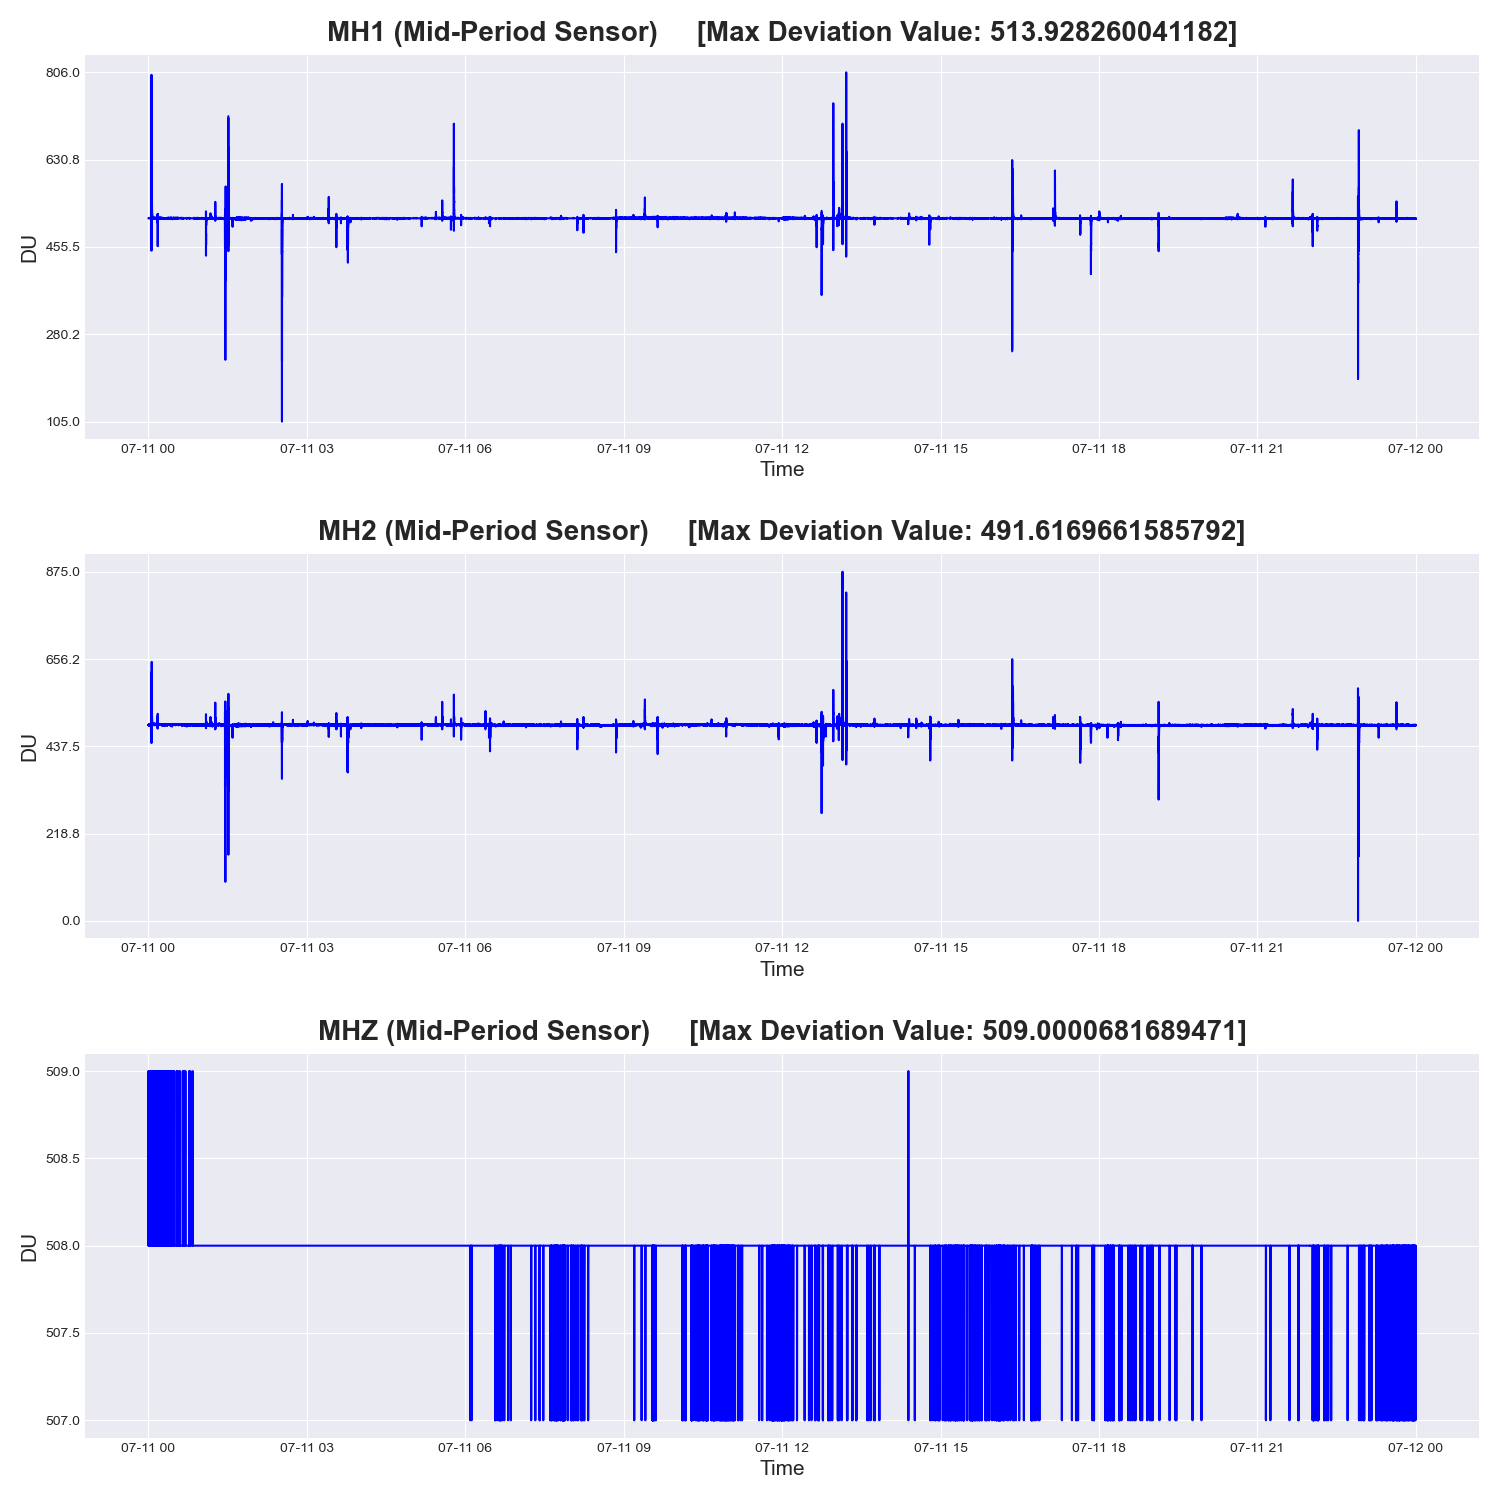 MH1 (Mid-Period Sensor) [Max Deviation Value: 513.928260041182]
806.0
630.8
455.5
280.2
105.0
DU
07-11 00 07-11 03 07-11 06 07-11 09 07-11 12 07-11 15 07-11 18 07-11 21 07-12 00
Time
MH2 (Mid-Period Sensor) [Max Deviation Value: 491.6169661585792]
875.0
656.2
437.5
218.8
0.0
DU
07-11 00 07-11 03 07-11 06 07-11 09 07-11 12 07-11 15 07-11 18 07-11 21 07-12 00
Time
MHZ (Mid-Period Sensor) [Max Deviation Value: 509.0000681689471]
509.0
508.5
508.0
507.5
507.0
DU
07-11 00 07-11 03 07-11 06 07-11 09 07-11 12 07-11 15 07-11 18 07-11 21 07-12 00
Time